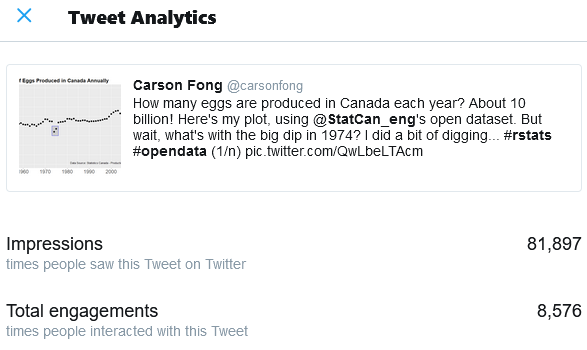 Tweet Analytics
f Eggs Produced in Canada Annually
1960 1970 1980 1990 2000
Data Source: Statistics Canada - Produce
Carson Fong @carsonfong
How many eggs are produced in Canada each year? About 10
billion! Here's my plot, using @StatCan_eng's open dataset. But
wait, what's with the big dip in 1974? I did a bit of digging... #rstats
#opendata (1/n) pic.twitter.com/QwLbeLTAcm
Impressions 81,897
times people saw this Tweet on Twitter
Total engagements 8,576
times people interacted with this Tweet